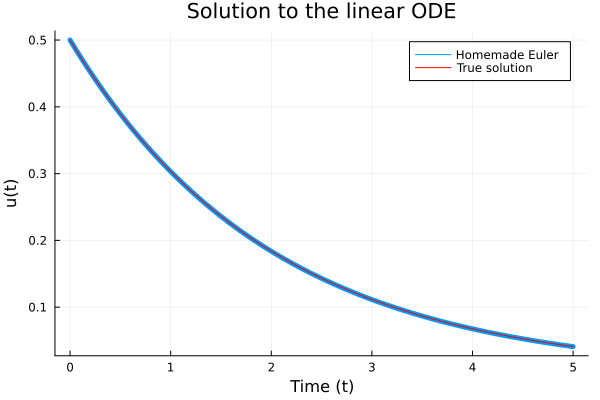 Solution to the linear ODE
Homemade Euler
True solution
u(t)
0.5
0.4
0.3
0.2
0.1
0 1 2 3 4 5
Time (t)